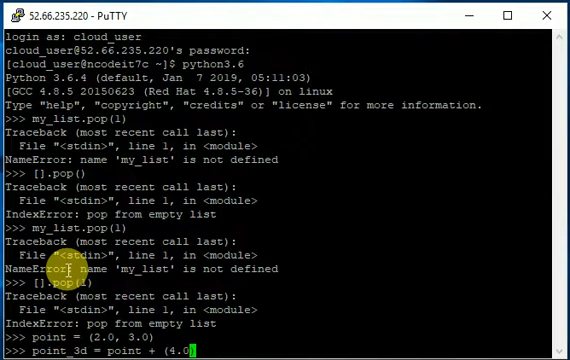 52.66.235.220 - PuTTY
login as: cloud_user
cloud_user@52.66.235.220's password:
[cloud_user@ncodeit7c ~]$ python3.6
Python 3.6.4 (default, Jan  7 2019, 05:11:03)
[GCC 4.8.5 20150623 (Red Hat 4.8.5-36)] on linux
Type "help", "copyright", "credits" or "license" for more information.
>>> my_list.pop(1)
Traceback (most recent call last):
  File "<stdin>", line 1, in <module>
NameError: name 'my_list' is not defined
>>> [].pop()
Traceback (most recent call last):
  File "<stdin>", line 1, in <module>
IndexError: pop from empty list
>>> my_list.pop(1)
Traceback (most recent call last):
  File "<stdin>", line 1, in <module>
NameError: name 'my_list' is not defined
>>> [].pop(1)
Traceback (most recent call last):
  File "<stdin>", line 1, in <module>
IndexError: pop from empty list
>>> point = (2.0, 3.0)
>>> point_3d = point + (4.0)